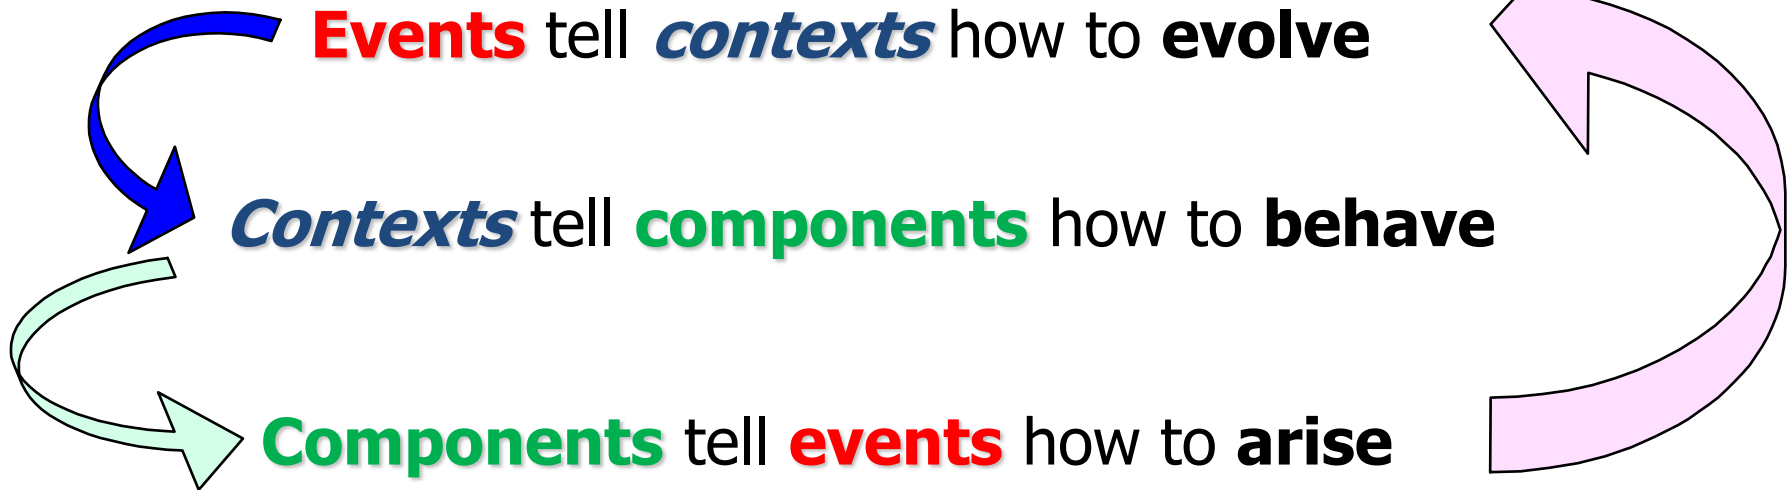 Events tell contexts how to evolve
Contexts tell components how to behave
Components tell events how to arise